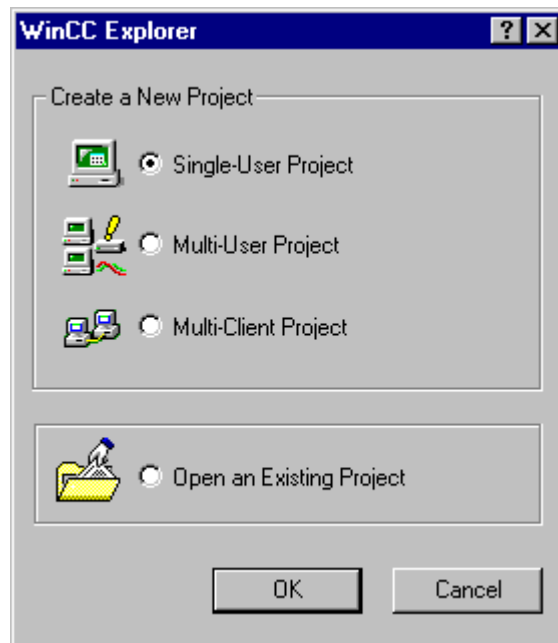 WinCC Explorer
Create a New Project
Single-User Project
Multi-User Project
Multi-Client Project
Open an Existing Project
OK
Cancel